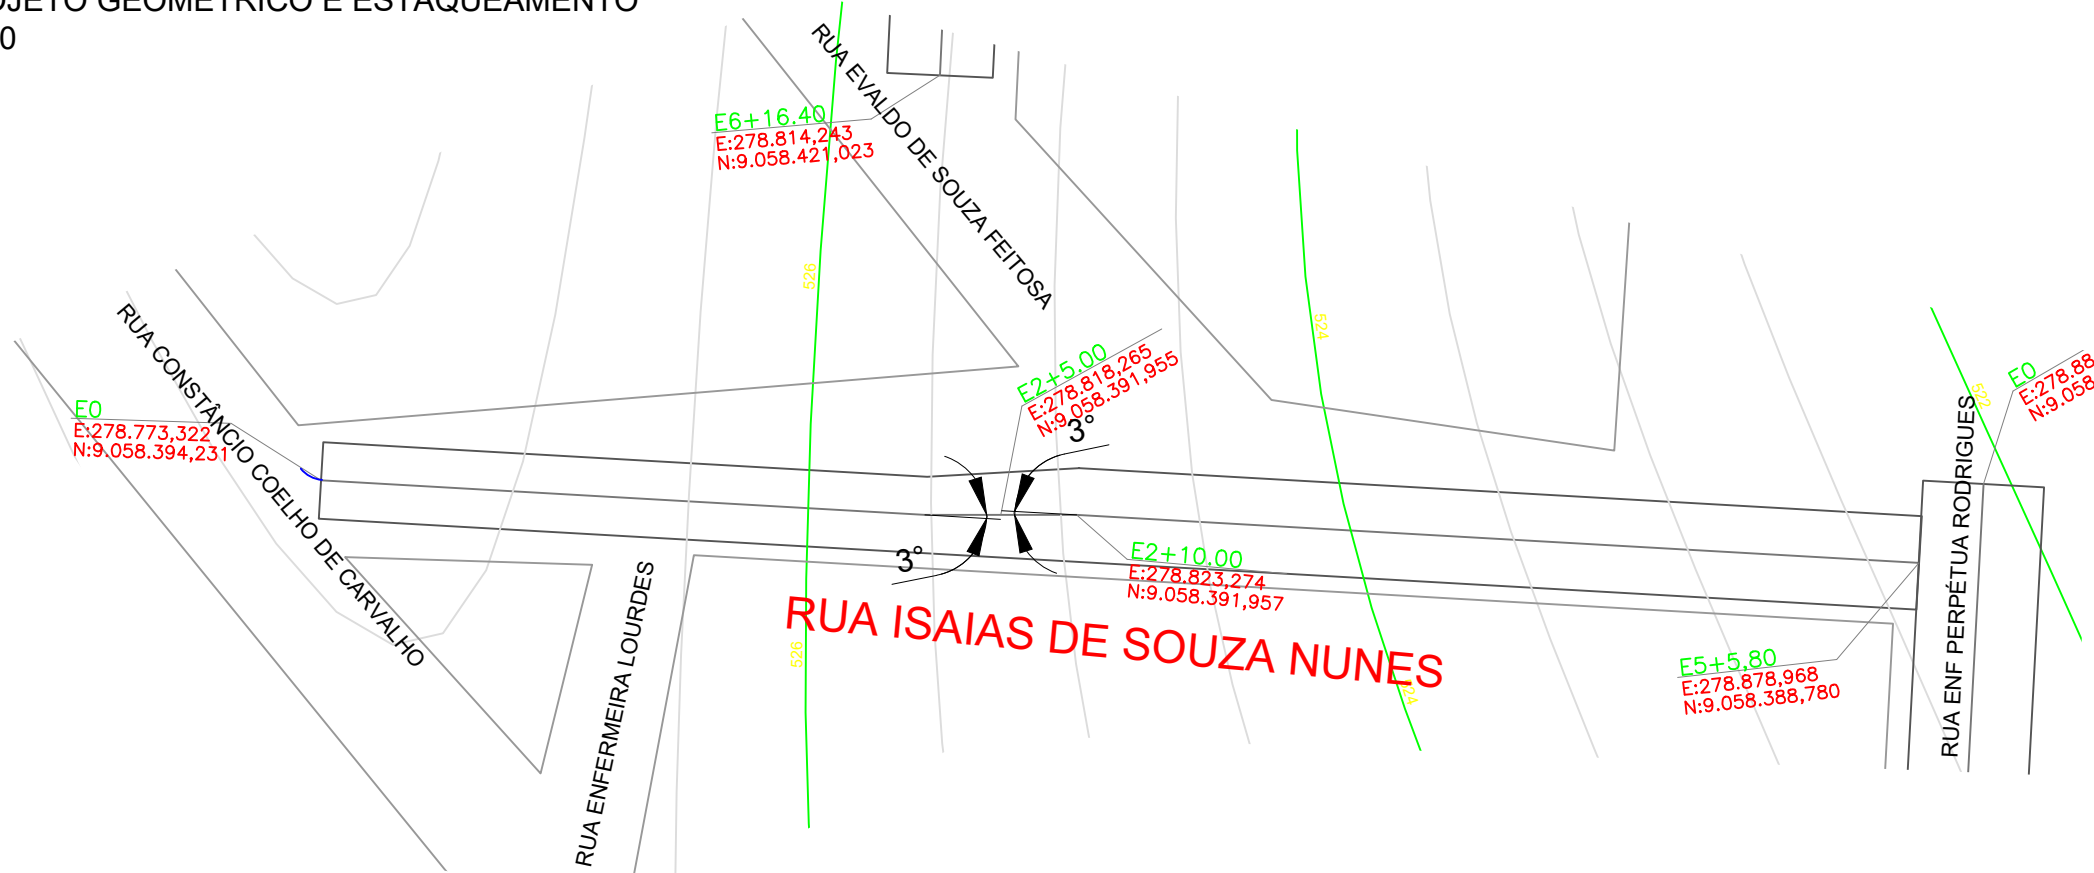 OJETO GEOMÉTRICO E ESTAQUEAMENTO
0
RUA EVALDO DE SOUZA FEITOSA
E6+16.40
E:278.814,243
N:9.058.421,023
526
524
RUA CONSTÂNCIO COELHO DE CARVALHO
E0
E:278.773,322
N:9.058.394,231
E2+5.00
E:278.818,265
N:9.058.391,955
3°
3°
522
E0
E:278.88
N:9.058
RUA ENF PERPÉTUA RODRIGUES
E2+10.00
E:278.823,274
N:9.058.391,957
RUA ISAIAS DE SOUZA NUNES
RUA ENFERMEIRA LOURDES
526
524
E5+5,80
E:278.878,968
N:9.058.388,780